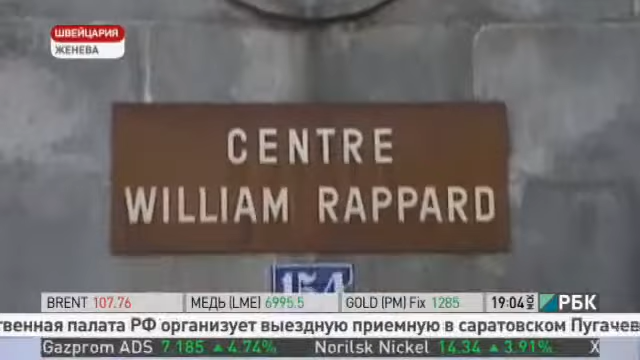 ШВЕЙЦАРИЯ
ЖЕНЕВА
CENTRE
WILLIAM RAPPARD
154
BRENT 107.76 МЕДЬ (LME) 6995.5 GOLD (PM) Fix 1285 19:04 МСК РБК
твенная палата РФ организует выездную приемную в саратовском Пугачев
Gazprom ADS 7.185 ▲ 4.74% Norilsk Nickel 14.34 ▲ 3.91%